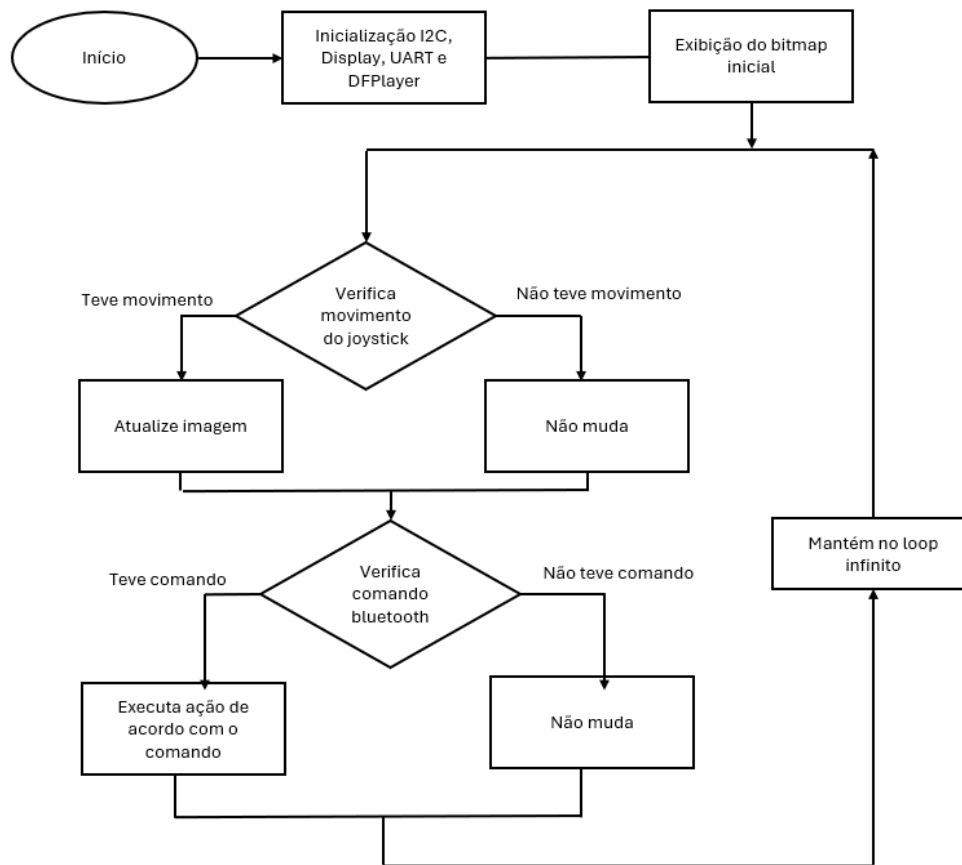 Início
Inicialização I2C,
Display, UART e
DFPlayer
Exibição do bitmap
inicial
Teve movimento
Verifica
movimento
do joystick
Não teve movimento
Atualize imagem
Não muda
Mantém no loop
infinito
Teve comando
Verifica
comando
bluetooth
Não teve comando
Executa ação de
acordo com o
comando
Não muda